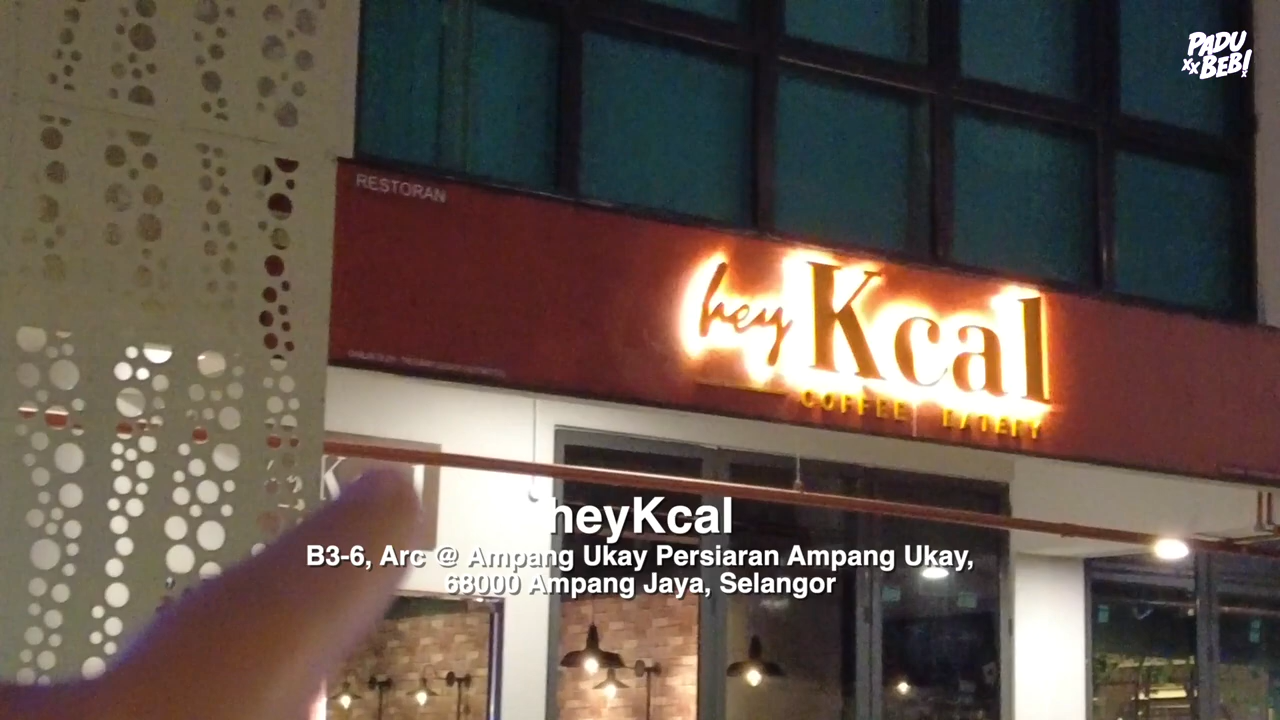 PADU
xx BEB!
RESTORAN
hey Kcal
COFFEE EATERY
heyKcal
B3-6, Arc @ Ampang Ukay Persiaran Ampang Ukay,
68000 Ampang Jaya, Selangor